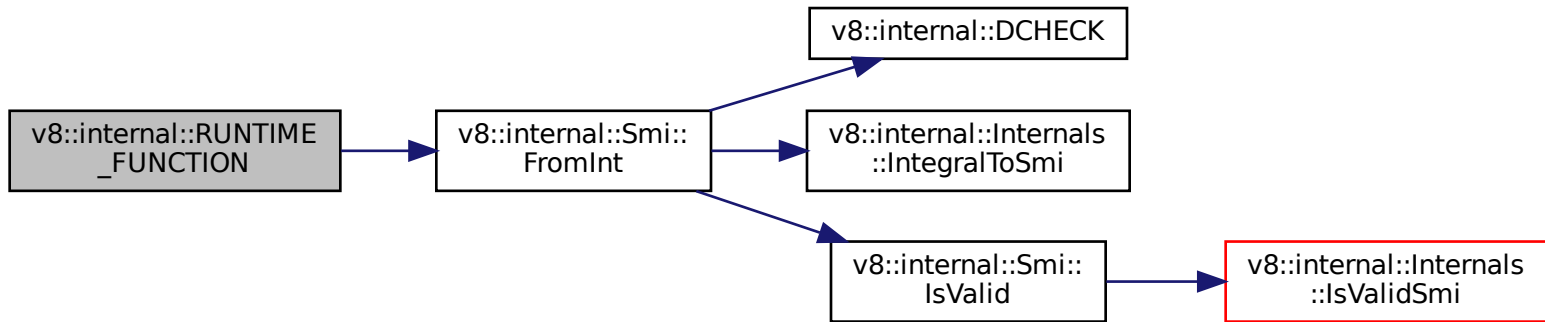 v8::internal::RUNTIME
_FUNCTION
v8::internal::Smi::
FromInt
v8::internal::DCHECK
v8::internal::Internals
::IntegralToSmi
v8::internal::Smi::
IsValid
v8::internal::Internals
::IsValidSmi